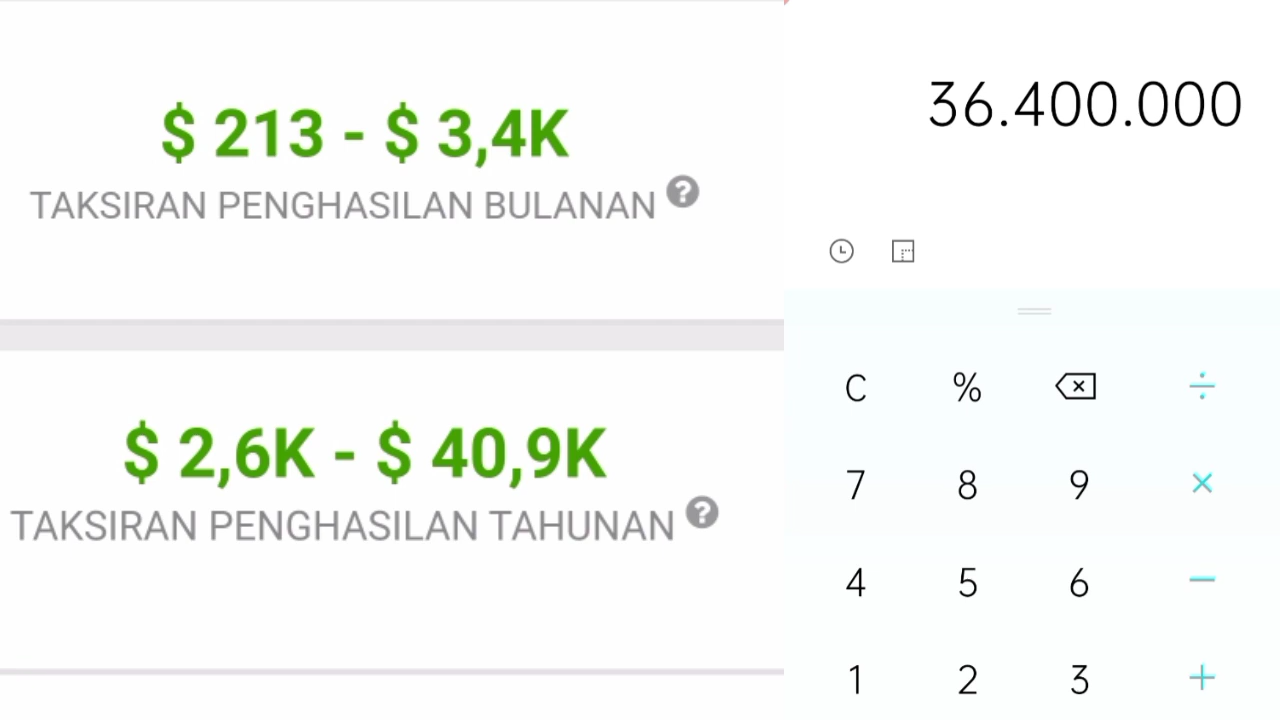 $ 213 - $ 3,4K
TAKSIRAN PENGHASILAN BULANAN ?
$ 2,6K - $ 40,9K
TAKSIRAN PENGHASILAN TAHUNAN ?
36.400.000
C % ÷
7 8 9 ×
4 5 6 −
1 2 3 +